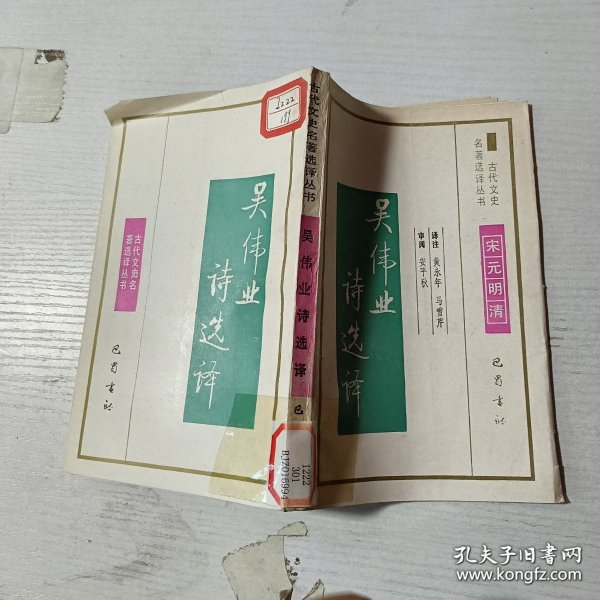 I222
189
古代文史名著选译丛书
吴伟业诗选译
巴
I222
301
BJ2018994
吴伟业
诗选译
古代文史名
著选译丛书
巴蜀书社
古代文史
名著选译丛书
宋元明清
译注 黄永年 马雪芹
审阅 安平秋
吴伟业
诗选译
巴蜀书社
孔夫子旧书网
www.kongfz.com